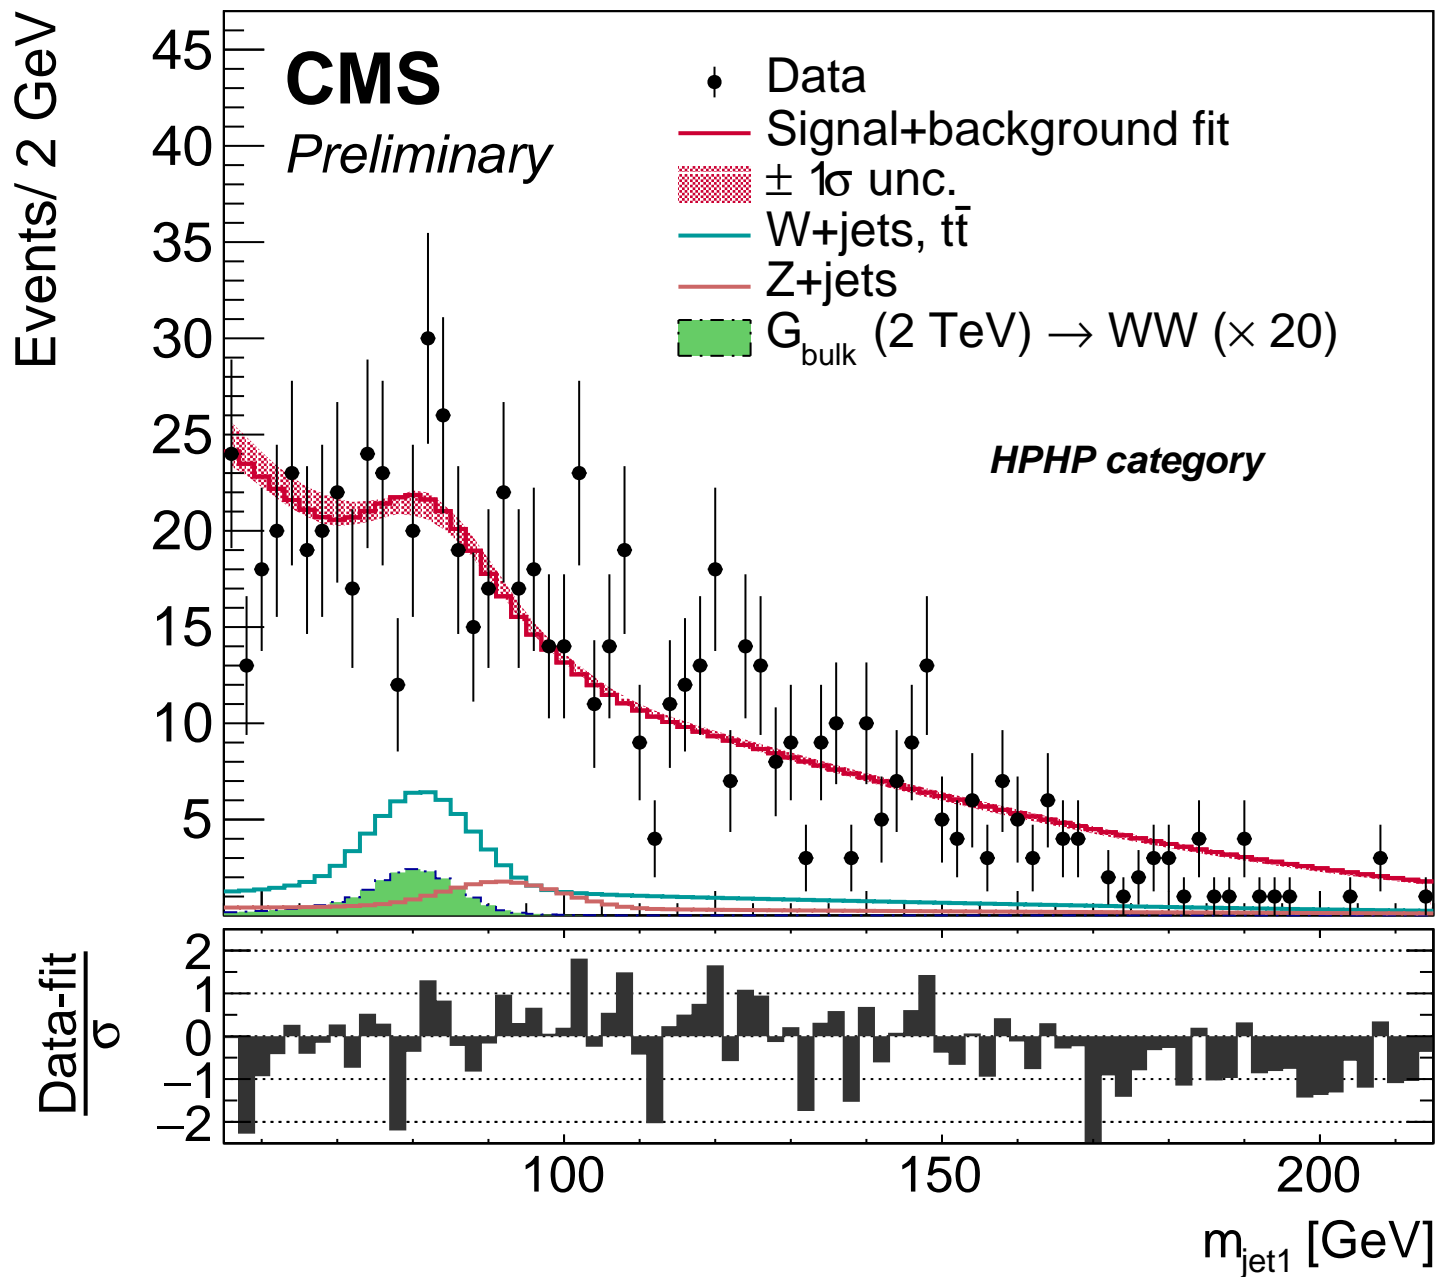 Events/ 2 GeV
45
40
35
30
25
20
15
10
5
CMS
Preliminary
Data
Signal+background fit
± 1σ unc.
W+jets, tt̄
Z+jets
G_bulk (2 TeV) → WW (× 20)
HPHP category
Data-fit
σ
2
1
0
−1
−2
100
150
200
m_jet1 [GeV]